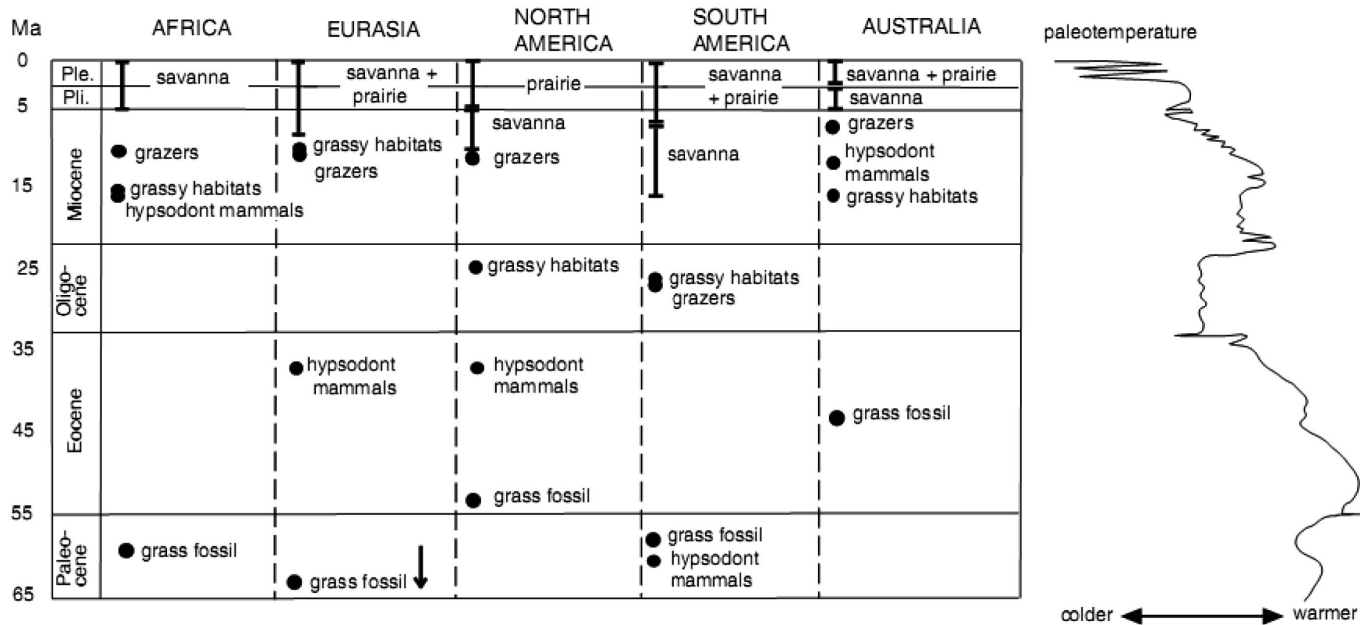 Ma
AFRICA
EURASIA
NORTH
AMERICA
SOUTH
AMERICA
AUSTRALIA
paleotemperature
0
5
15
25
35
45
55
65
Ple.
Pli.
Miocene
Oligo-
cene
Eocene
Paleo-
cene
savanna
grazers
grassy habitats
hypsodont mammals
grass fossil
savanna +
prairie
grassy habitats
grazers
hypsodont
mammals
grass fossil
prairie
savanna
grazers
grassy habitats
hypsodont
mammals
grass fossil
savanna
+ prairie
savanna
grassy habitats
grazers
grass fossil
hypsodont
mammals
savanna + prairie
savanna
grazers
hypsodont
mammals
grassy habitats
grass fossil
colder
warmer